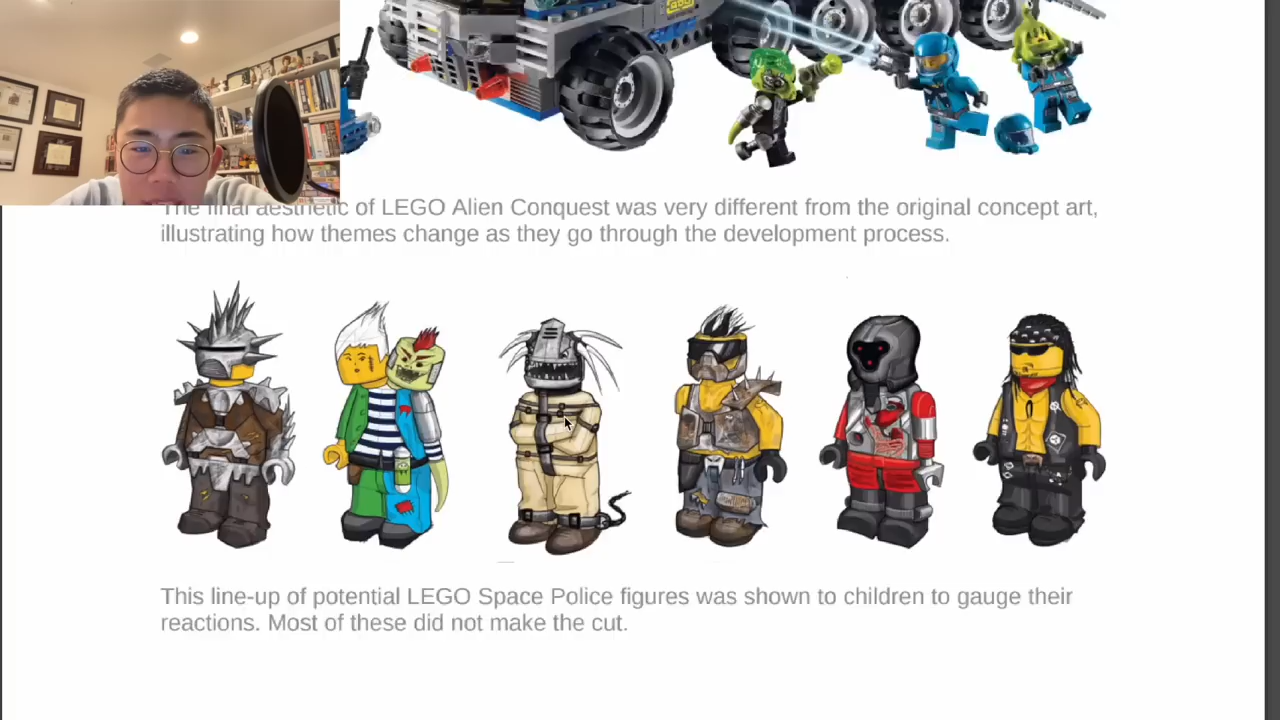 The final aesthetic of LEGO Alien Conquest was very different from the original concept art,
illustrating how themes change as they go through the development process.
This line-up of potential LEGO Space Police figures was shown to children to gauge their
reactions. Most of these did not make the cut.